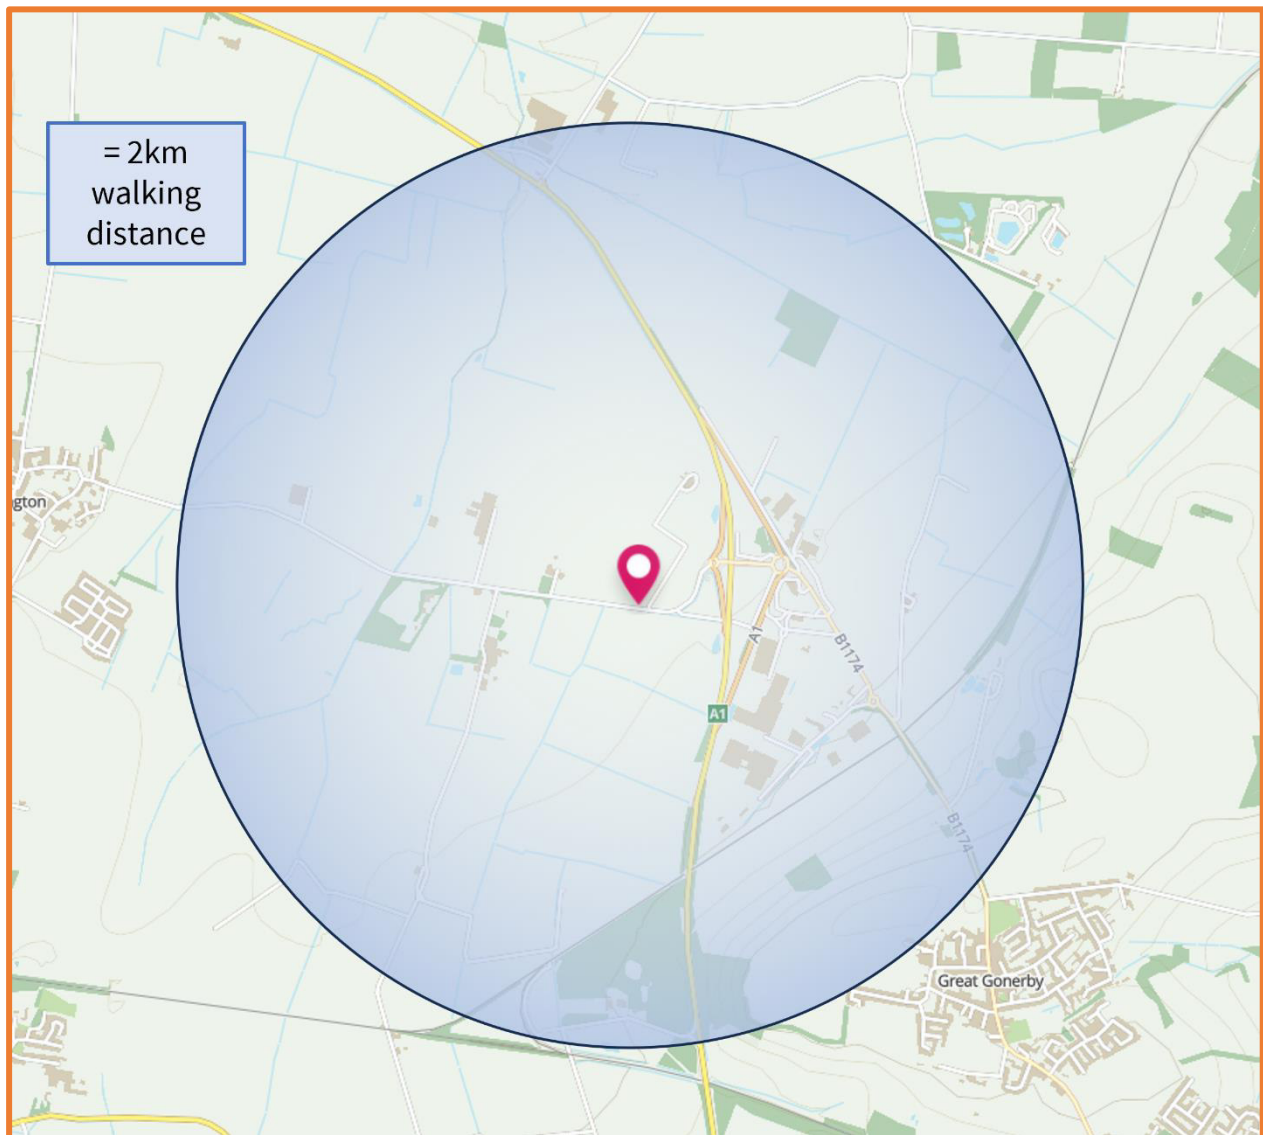 = 2km
walking
distance
gton
A1
B1174
A1
B1174
Great Gonerby